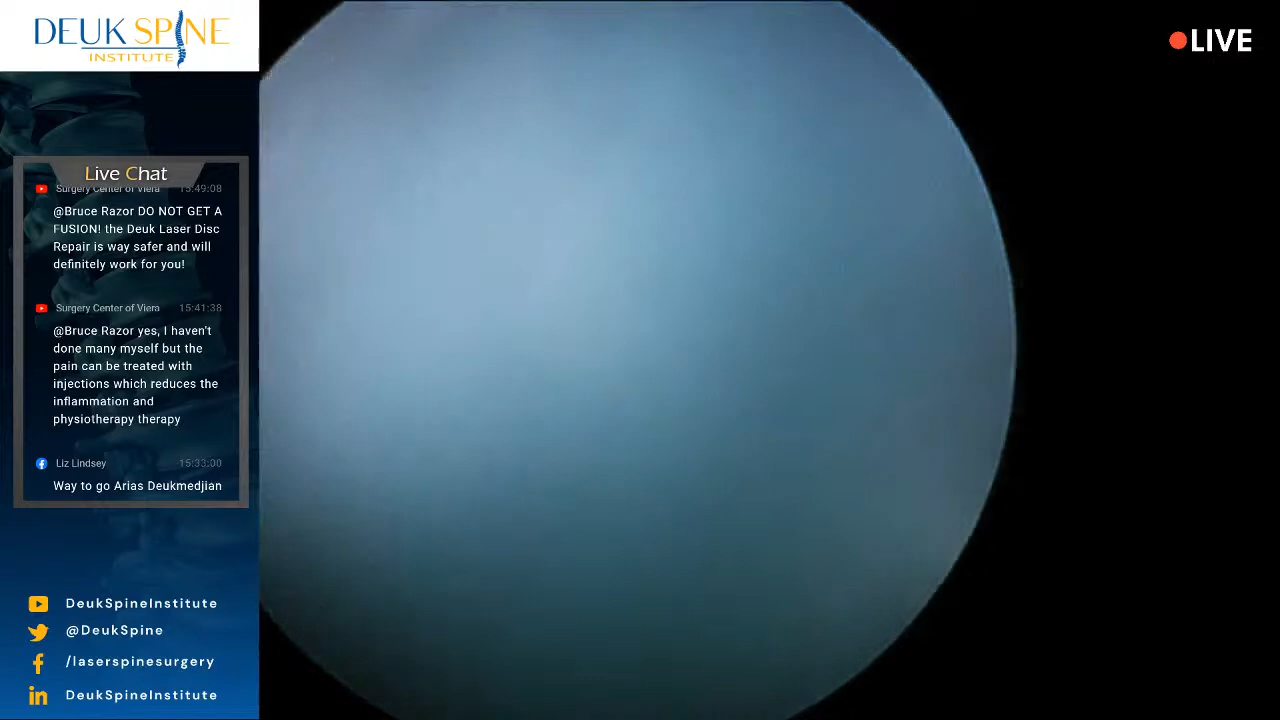 DEUK SPINE
INSTITUTE
LIVE
Live Chat
Surgery Center of Viera 15:49:08
@Bruce Razor DO NOT GET A
FUSION! the Deuk Laser Disc
Repair is way safer and will
definitely work for you!
Surgery Center of Viera 15:41:38
@Bruce Razor yes, I haven't
done many myself but the
pain can be treated with
injections which reduces the
inflammation and
physiotherapy therapy
Liz Lindsey 15:33:00
Way to go Arias Deukmedjian
DeukSpineInstitute
@DeukSpine
/laserspinesurgery
DeukSpineInstitute